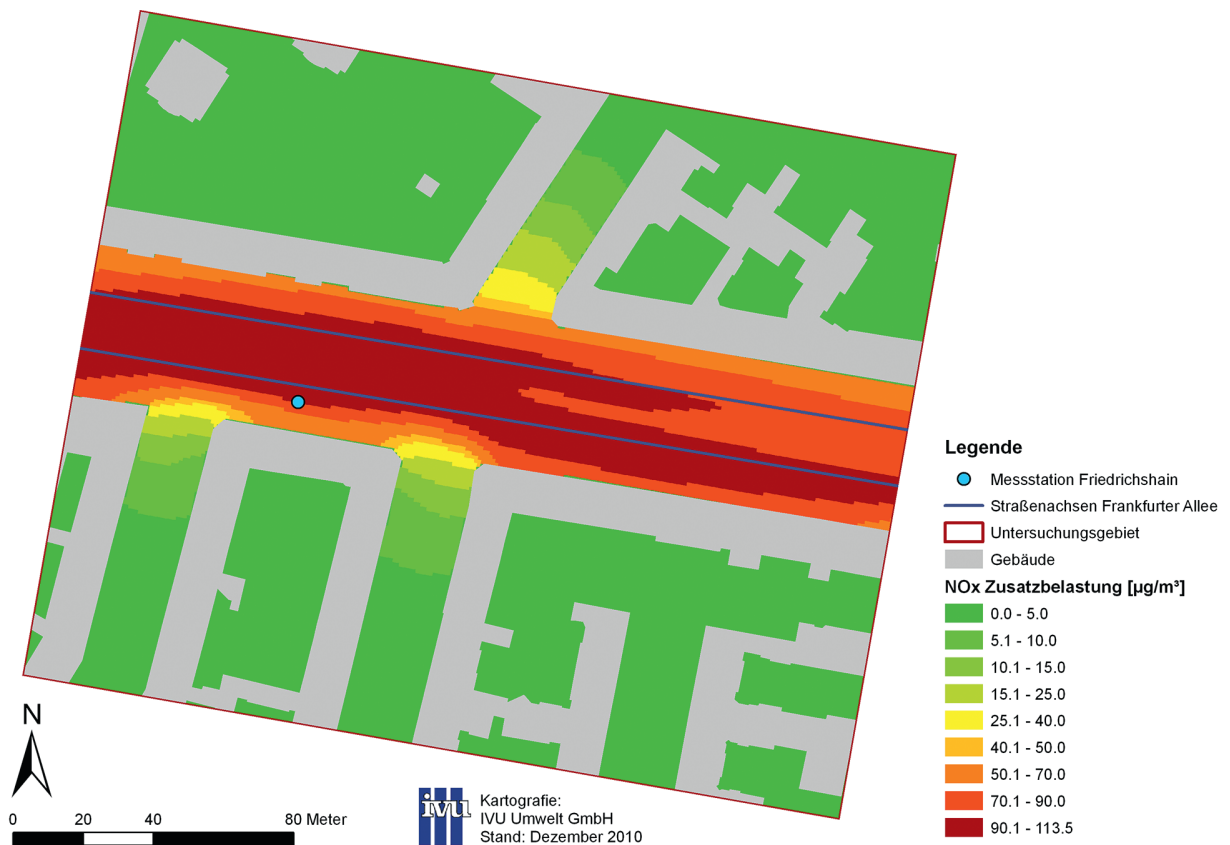 Legende
Messstation Friedrichshain
Straßenachsen Frankfurter Allee
Untersuchungsgebiet
Gebäude
NOx Zusatzbelastung [µg/m³]
0.0 - 5.0
5.1 - 10.0
10.1 - 15.0
15.1 - 25.0
25.1 - 40.0
40.1 - 50.0
50.1 - 70.0
70.1 - 90.0
90.1 - 113.5
N
0 20 40 80 Meter
ivu
Kartografie:
IVU Umwelt GmbH
Stand: Dezember 2010